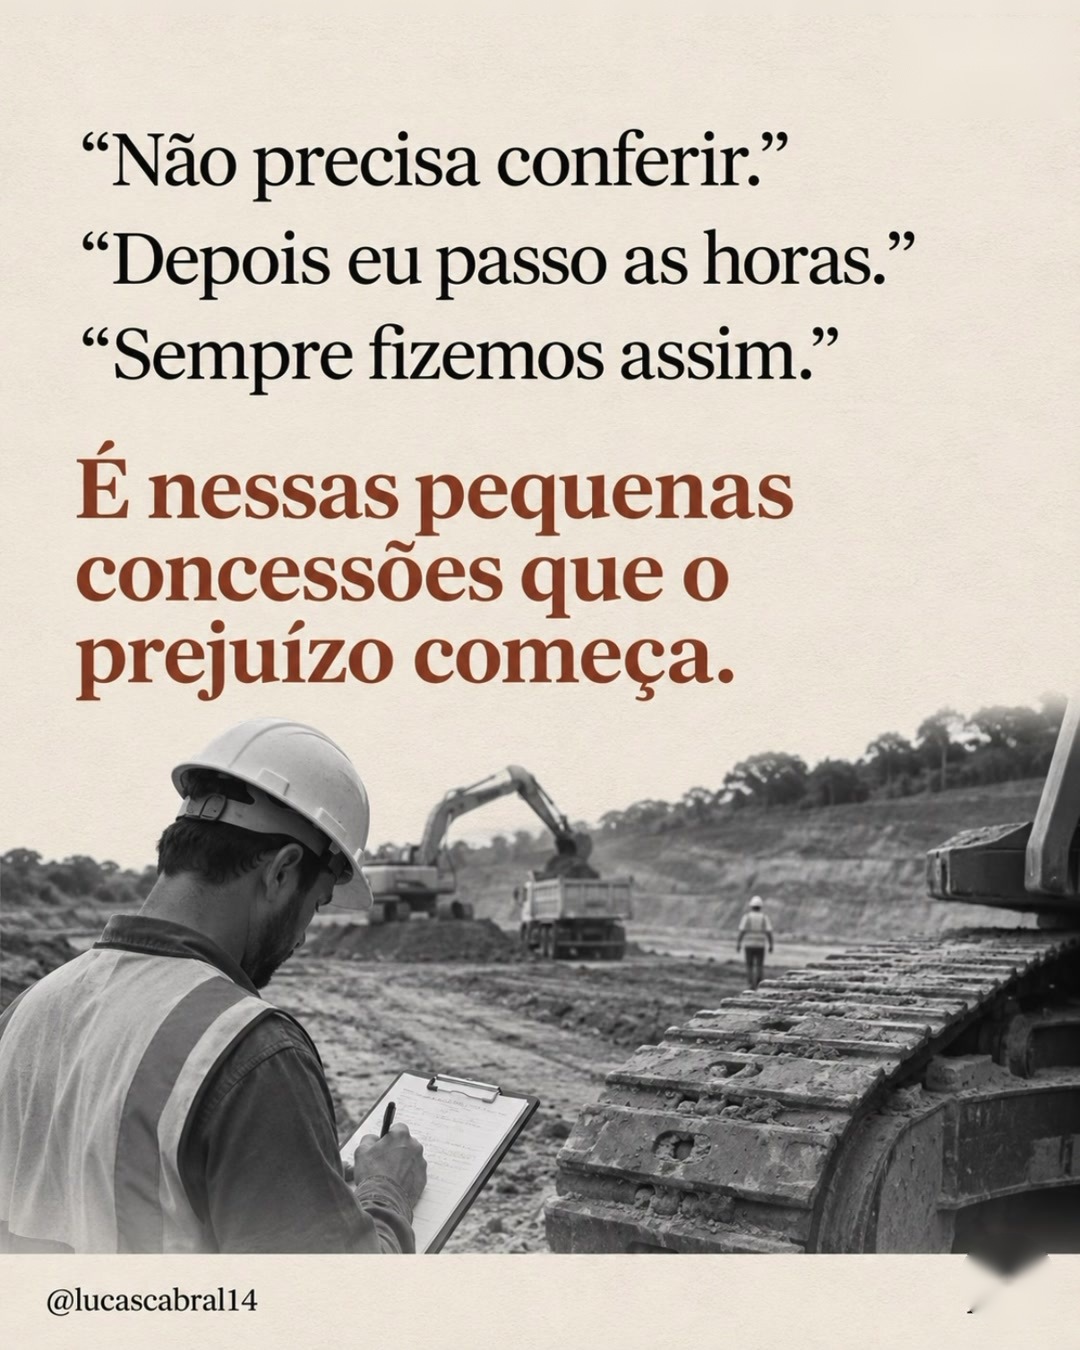 “Não precisa conferir.”
“Depois eu passo as horas.”
“Sempre fizemos assim.”
É nessas pequenas
concessões que o
prejuízo começa.
@lucascabral14